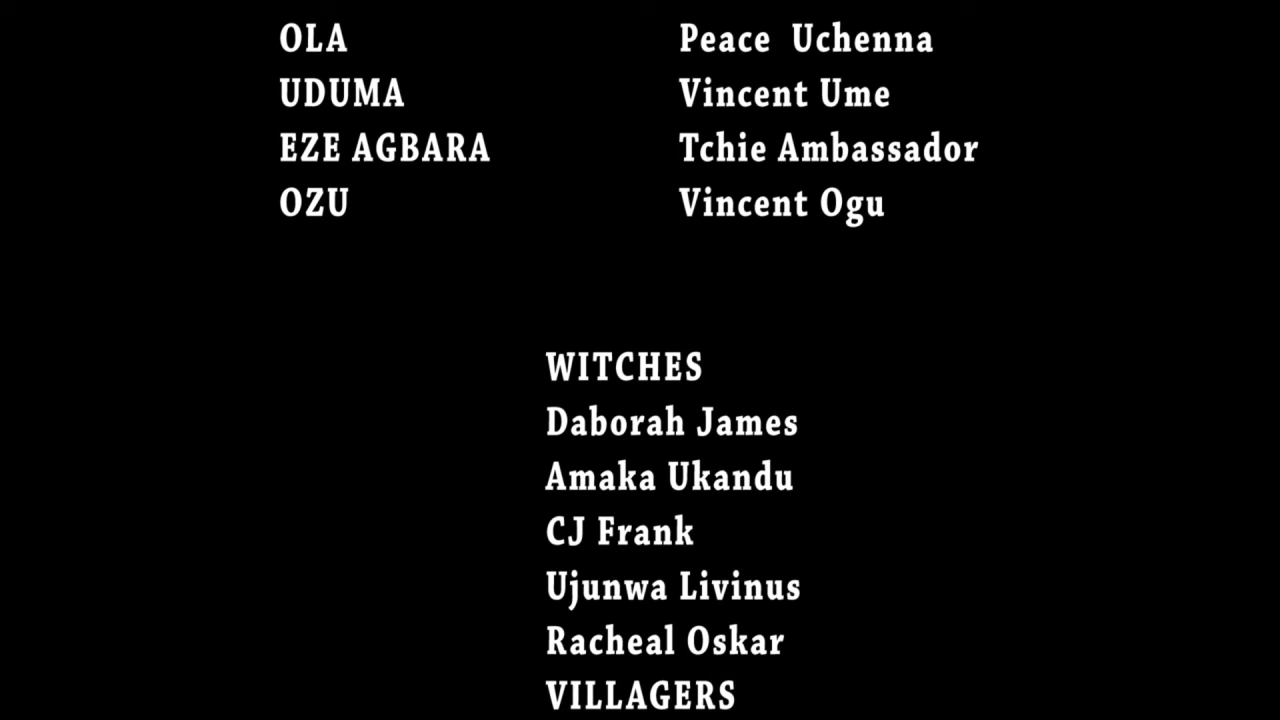 OLA Peace Uchenna
UDUMA Vincent Ume
EZE AGBARA Tchie Ambassador
OZU Vincent Ogu
WITCHES
Daborah James
Amaka Ukandu
CJ Frank
Ujunwa Livinus
Racheal Oskar
VILLAGERS